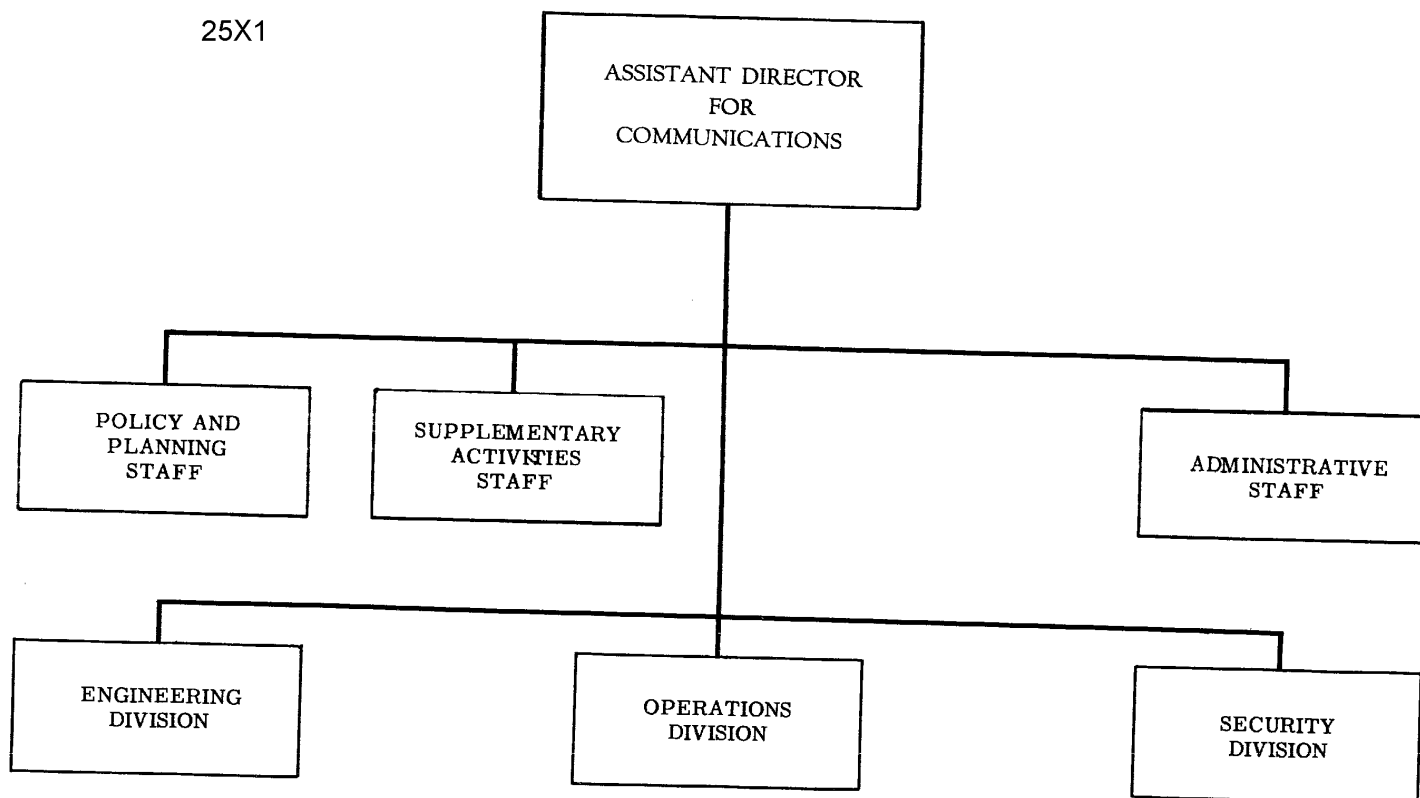 25X1
ASSISTANT DIRECTOR
FOR
COMMUNICATIONS
POLICY AND
PLANNING
STAFF
SUPPLEMENTARY
ACTIVITIES
STAFF
ADMINISTRATIVE
STAFF
ENGINEERING
DIVISION
OPERATIONS
DIVISION
SECURITY
DIVISION